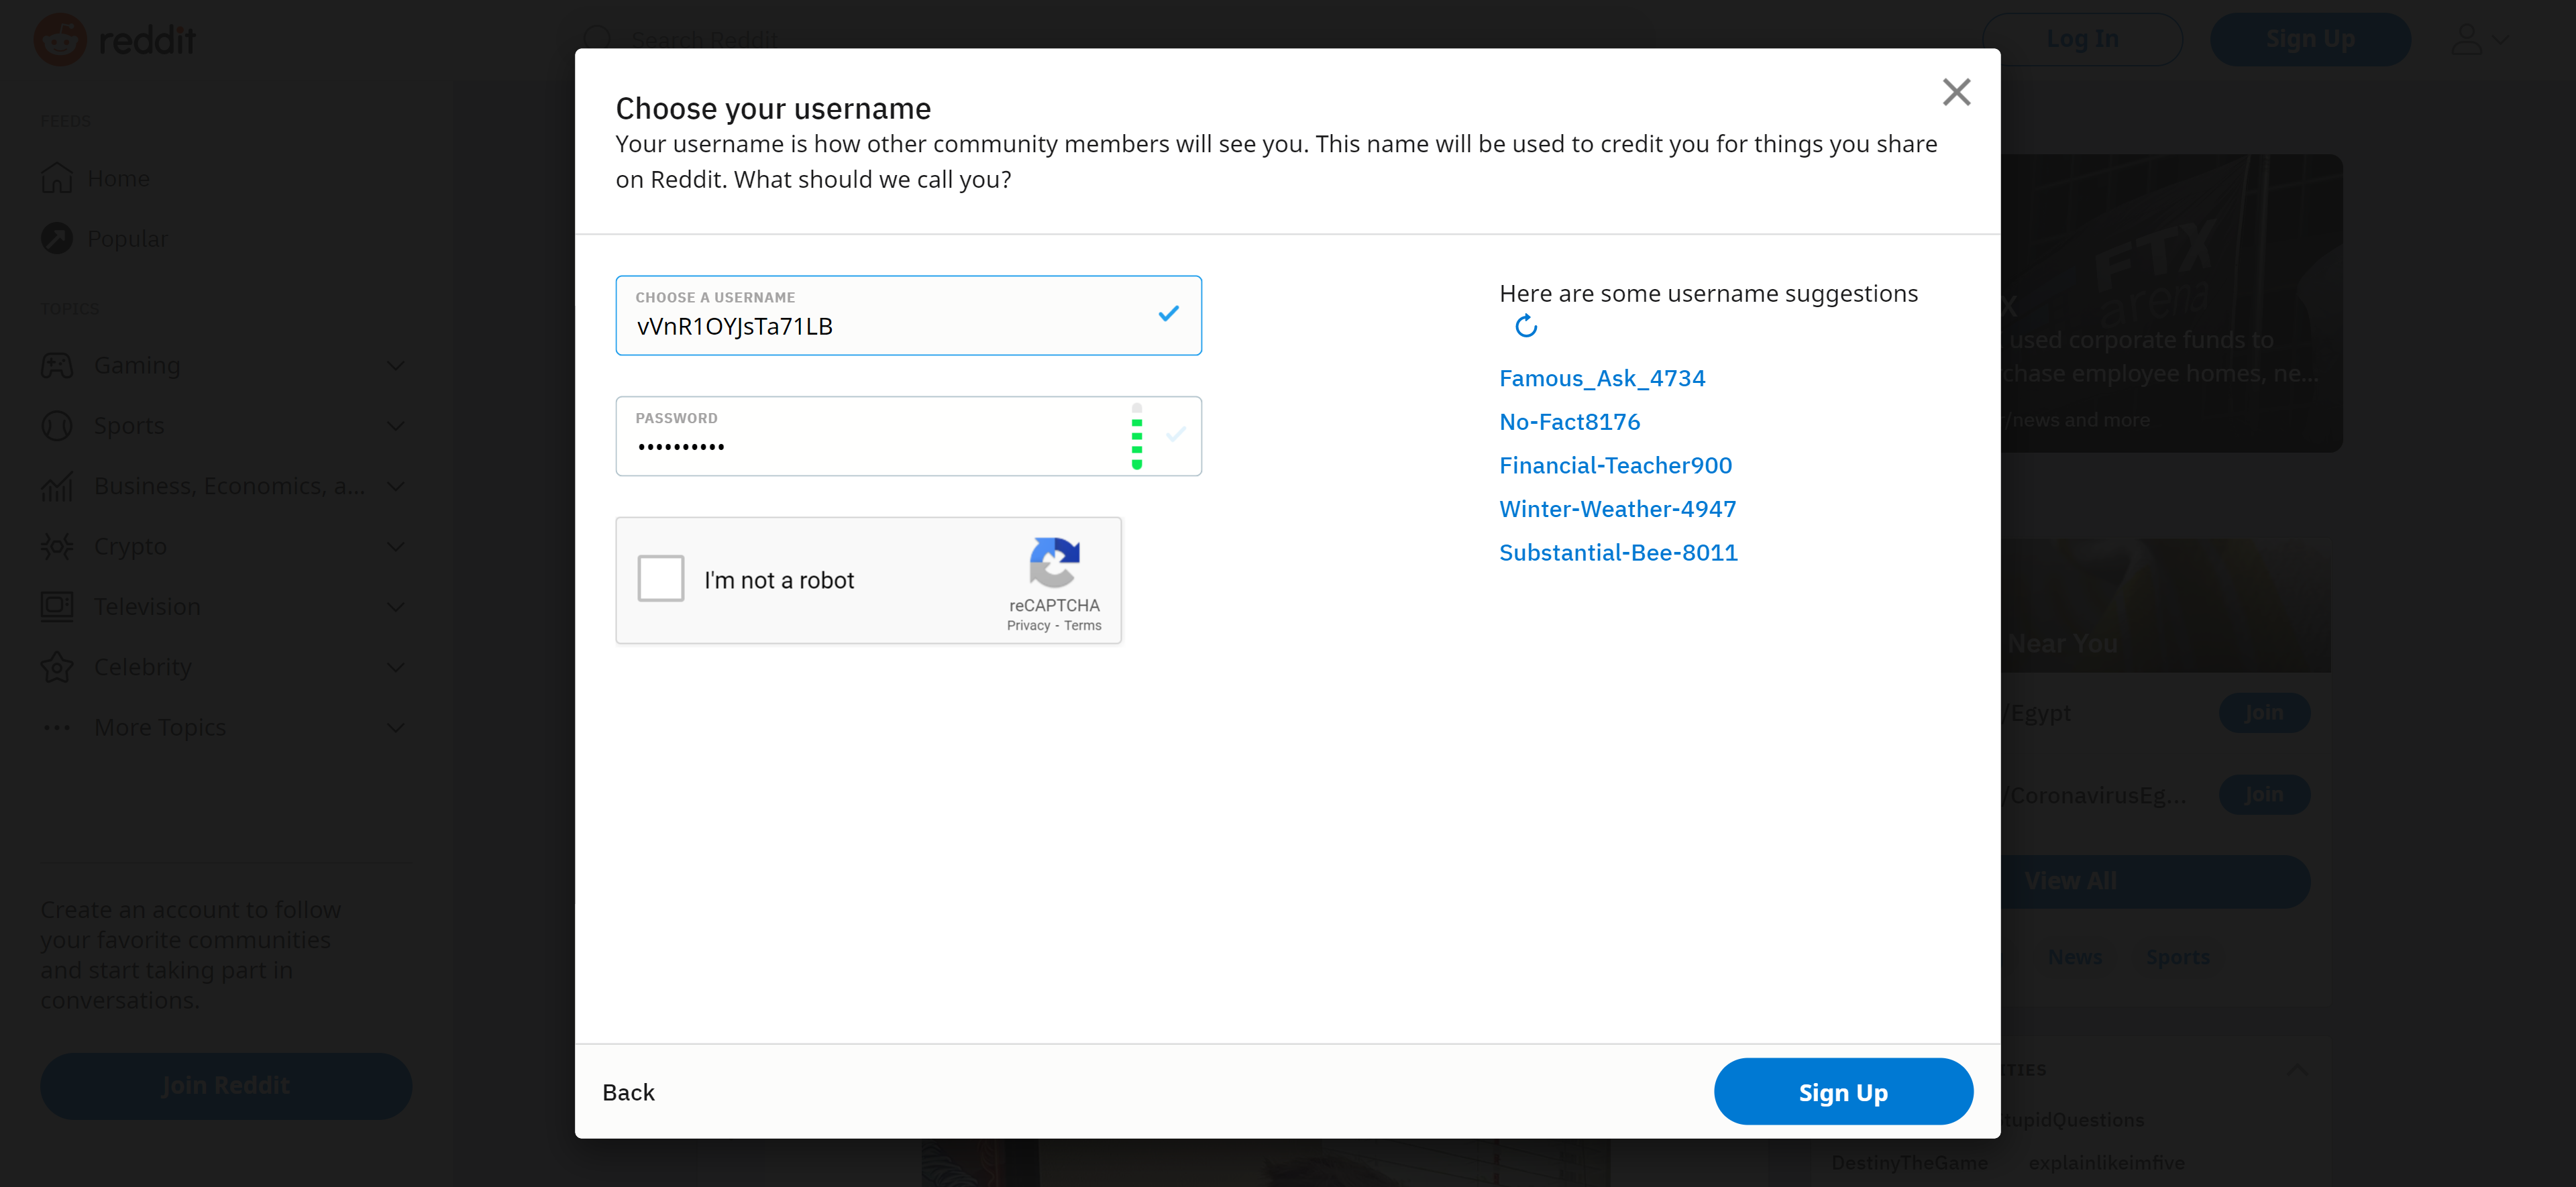 reddit
Search Reddit
Log In
Sign Up
FEEDS
Home
Popular
TOPICS
Gaming
Sports
Business, Economics, a...
Crypto
Television
Celebrity
More Topics
Create an account to follow
your favorite communities
and start taking part in
conversations.
Join Reddit
Choose your username
Your username is how other community members will see you. This name will be used to credit you for things you share
on Reddit. What should we call you?
CHOOSE A USERNAME
vVnR1OYJsTa71LB
PASSWORD
I'm not a robot
reCAPTCHA
Privacy - Terms
Here are some username suggestions
Famous_Ask_4734
No-Fact8176
Financial-Teacher900
Winter-Weather-4947
Substantial-Bee-8011
Back
Sign Up
FTX
arena
X
used corporate funds to
chase employee homes, ne...
r/news and more
Near You
/Egypt
Join
/CoronavirusEg...
Join
View All
News
Sports
ITIES
tupidQuestions
DestinyTheGame
explainlikeimfive